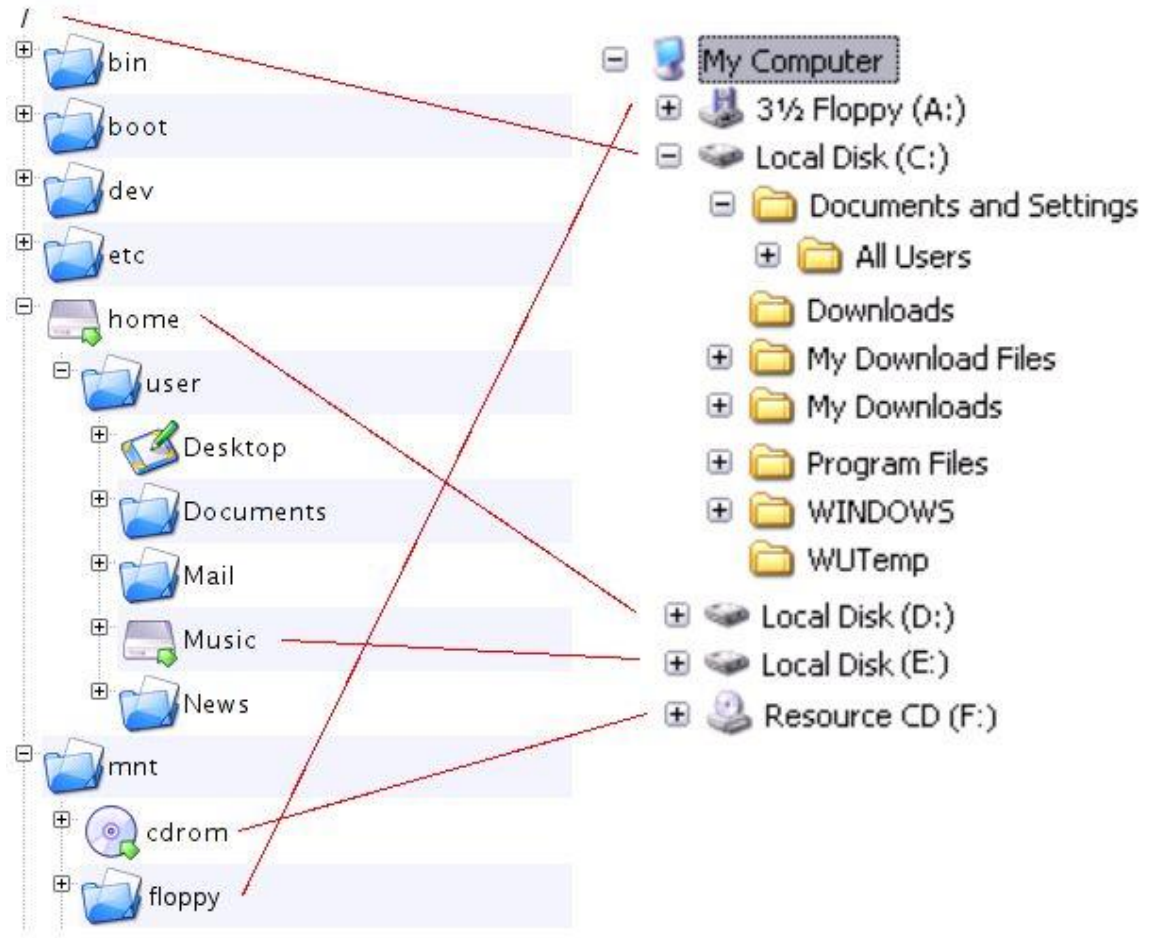 /
bin
boot
dev
etc
home
user
Desktop
Documents
Mail
Music
News
mnt
cdrom
floppy
My Computer
3½ Floppy (A:)
Local Disk (C:)
Documents and Settings
All Users
Downloads
My Download Files
My Downloads
Program Files
WINDOWS
WUTemp
Local Disk (D:)
Local Disk (E:)
Resource CD (F:)